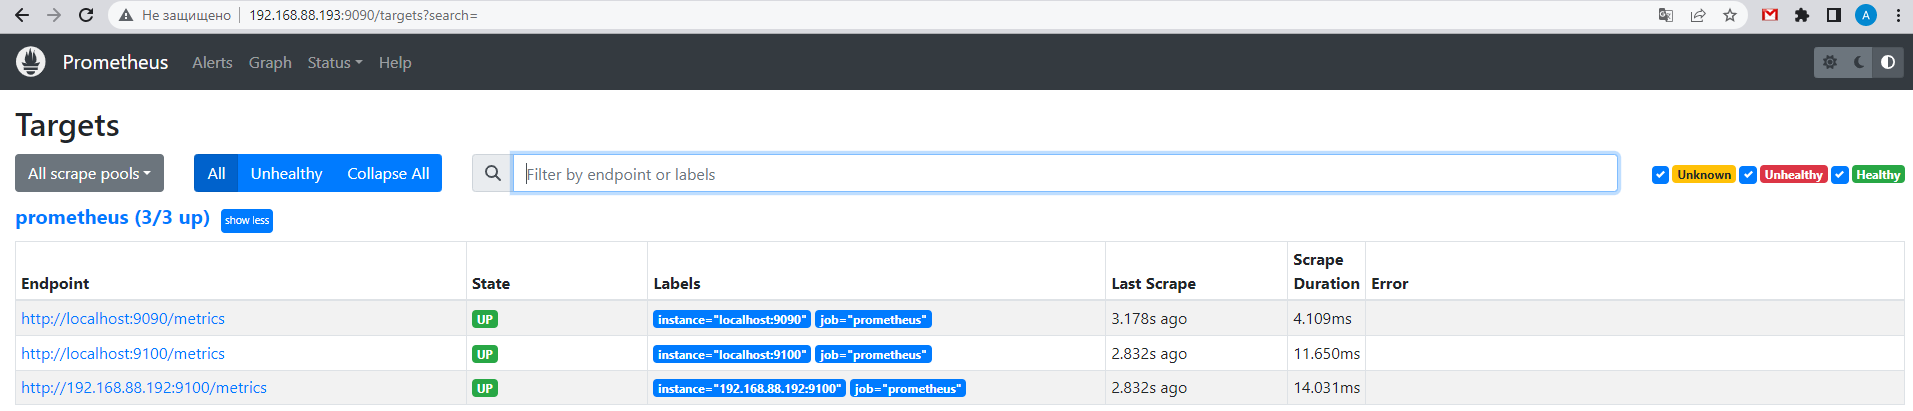 Не защищено 192.168.88.193:9090/targets?search=
A
Prometheus Alerts Graph Status Help
Targets
All scrape pools All Unhealthy Collapse All Filter by endpoint or labels Unknown Unhealthy Healthy
prometheus (3/3 up) show less
Endpoint State Labels Last Scrape Scrape Duration Error
http://localhost:9090/metrics UP instance="localhost:9090" job="prometheus" 3.178s ago 4.109ms
http://localhost:9100/metrics UP instance="localhost:9100" job="prometheus" 2.832s ago 11.650ms
http://192.168.88.192:9100/metrics UP instance="192.168.88.192:9100" job="prometheus" 2.832s ago 14.031ms